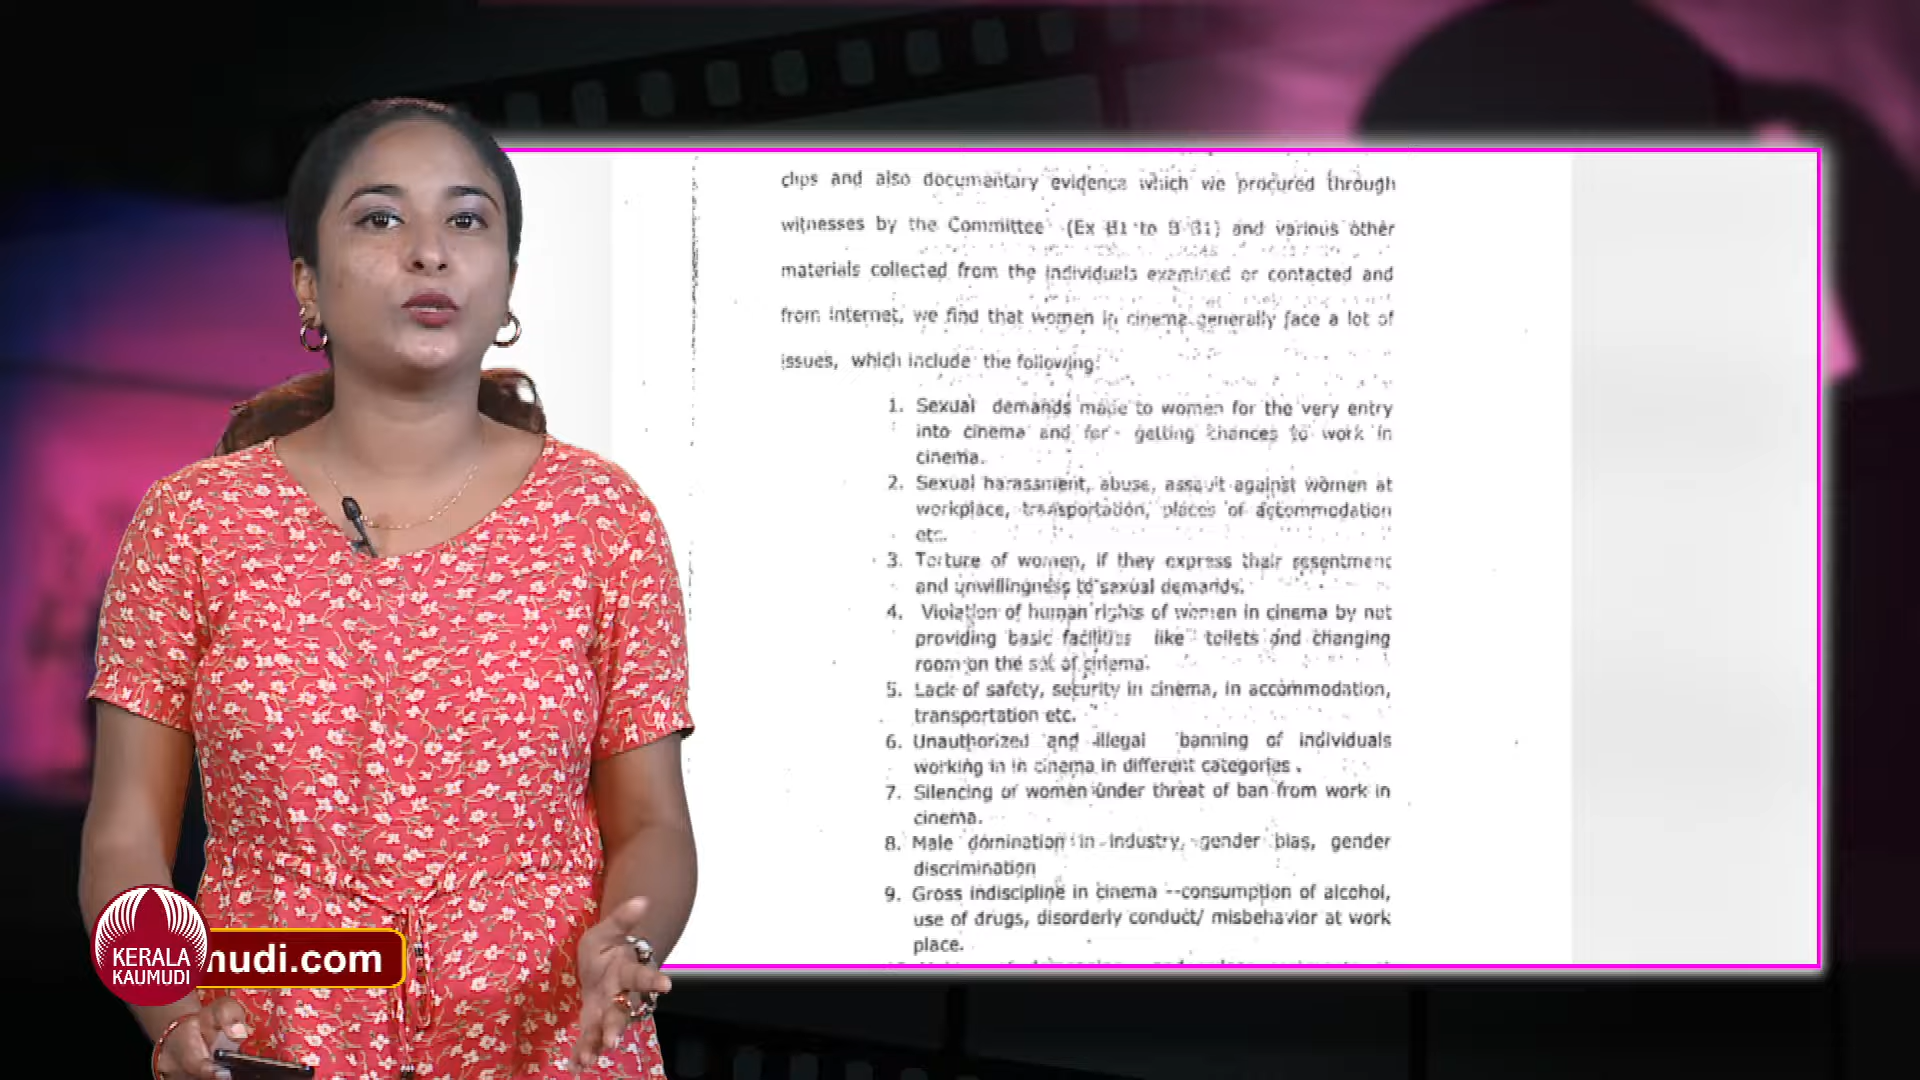 clips and also documentary evidence which we procured through
witnesses by the Committee (Ex B1 to B 81) and various other
materials collected from the individuals examined or contacted and
from internet, we find that women in cinema generally face a lot of
issues, which include the following:
1. Sexual demands made to women for the very entry
into cinema and for getting chances to work in
cinema.
2. Sexual harassment, abuse, assault against women at
workplace, transportation, places of accommodation
etc.
3. Torture of women, if they express their resentment
and unwillingness to sexual demands.
4. Violation of human rights of women in cinema by not
providing basic facilities like toilets and changing
room on the set of cinema.
5. Lack of safety, security in cinema, in accommodation,
transportation etc.
6. Unauthorized and illegal banning of individuals
working in in cinema in different categories .
7. Silencing of women under threat of ban from work in
cinema.
8. Male domination in industry, gender bias, gender
discrimination
9. Gross indiscipline in cinema --consumption of alcohol,
use of drugs, disorderly conduct/ misbehavior at work
place.
KERALA
KAUMUDI
mudi.com